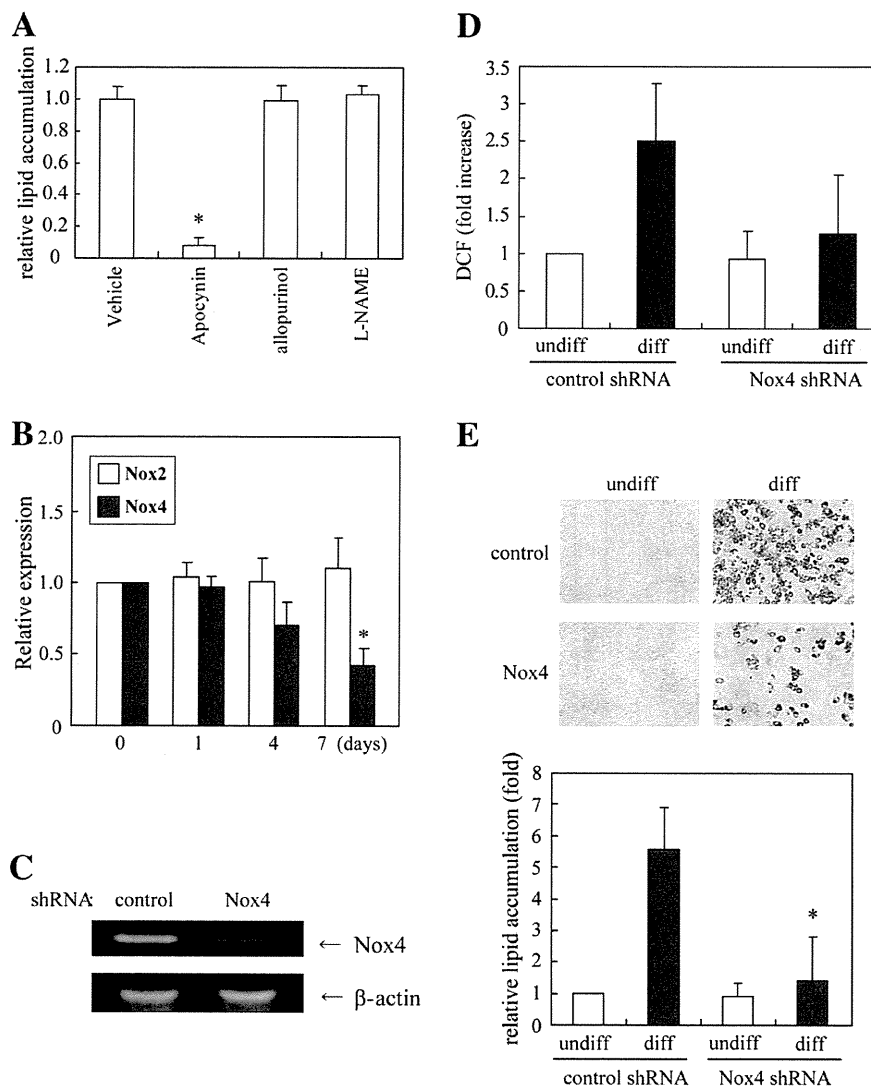 A
relative lipid accumulation
1.2
1.0
0.8
0.6
0.4
0.2
0
*
Vehicle
Apocynin
allopurinol
L-NAME
B
Relative expression
2.0
1.5
1.0
0.5
0
Nox2
Nox4
*
0 1 4 7 (days)
C
shRNA: control Nox4
← Nox4
← β-actin
D
DCF (fold increase)
3.5
3
2.5
2
1.5
1
0.5
0
undiff diff undiff diff
control shRNA Nox4 shRNA
E
undiff diff
control
Nox4
relative lipid accumulation (fold)
8
7
6
5
4
3
2
1
0
*
undiff diff undiff diff
control shRNA Nox4 shRNA